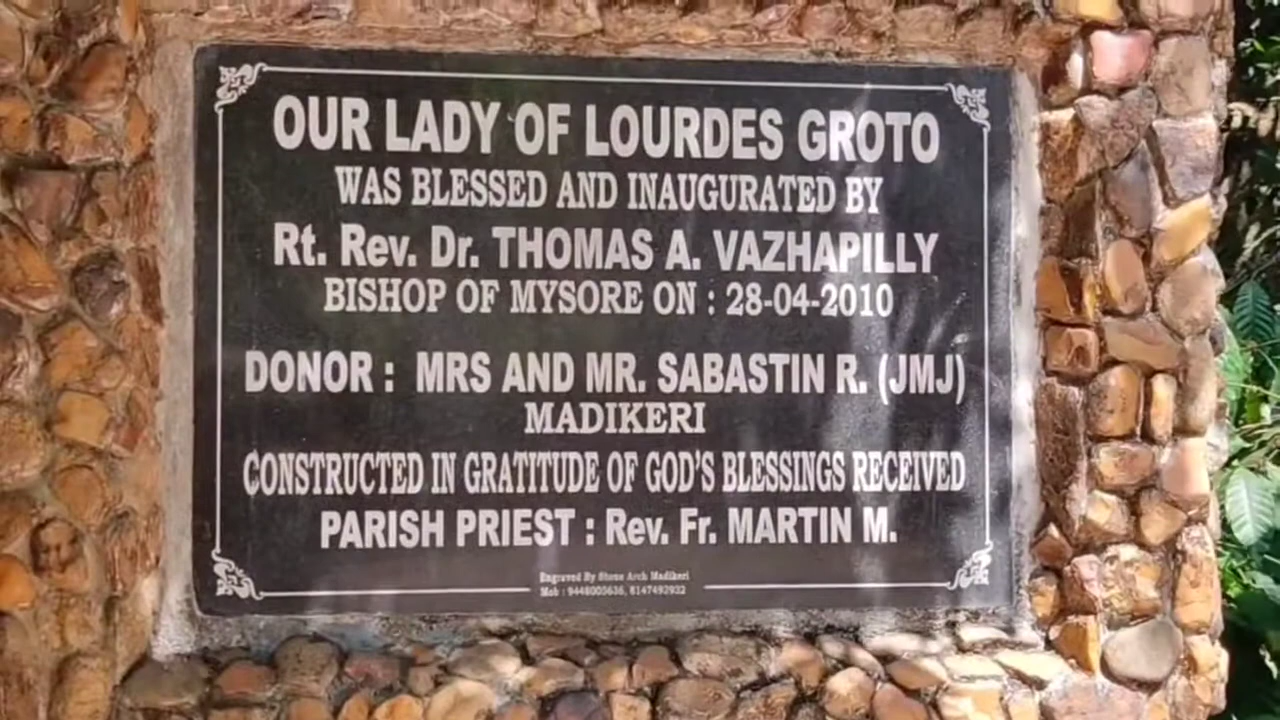 OUR LADY OF LOURDES GROTO
WAS BLESSED AND INAUGURATED BY
Rt. Rev. Dr. THOMAS A. VAZHAPILLY
BISHOP OF MYSORE ON : 28-04-2010
DONOR : MRS AND MR. SABASTIN R. (JMJ)
MADIKERI
CONSTRUCTED IN GRATITUDE OF GOD'S BLESSINGS RECEIVED
PARISH PRIEST : Rev. Fr. MARTIN M.
Engraved By Stone Arch Madikeri
Mob :